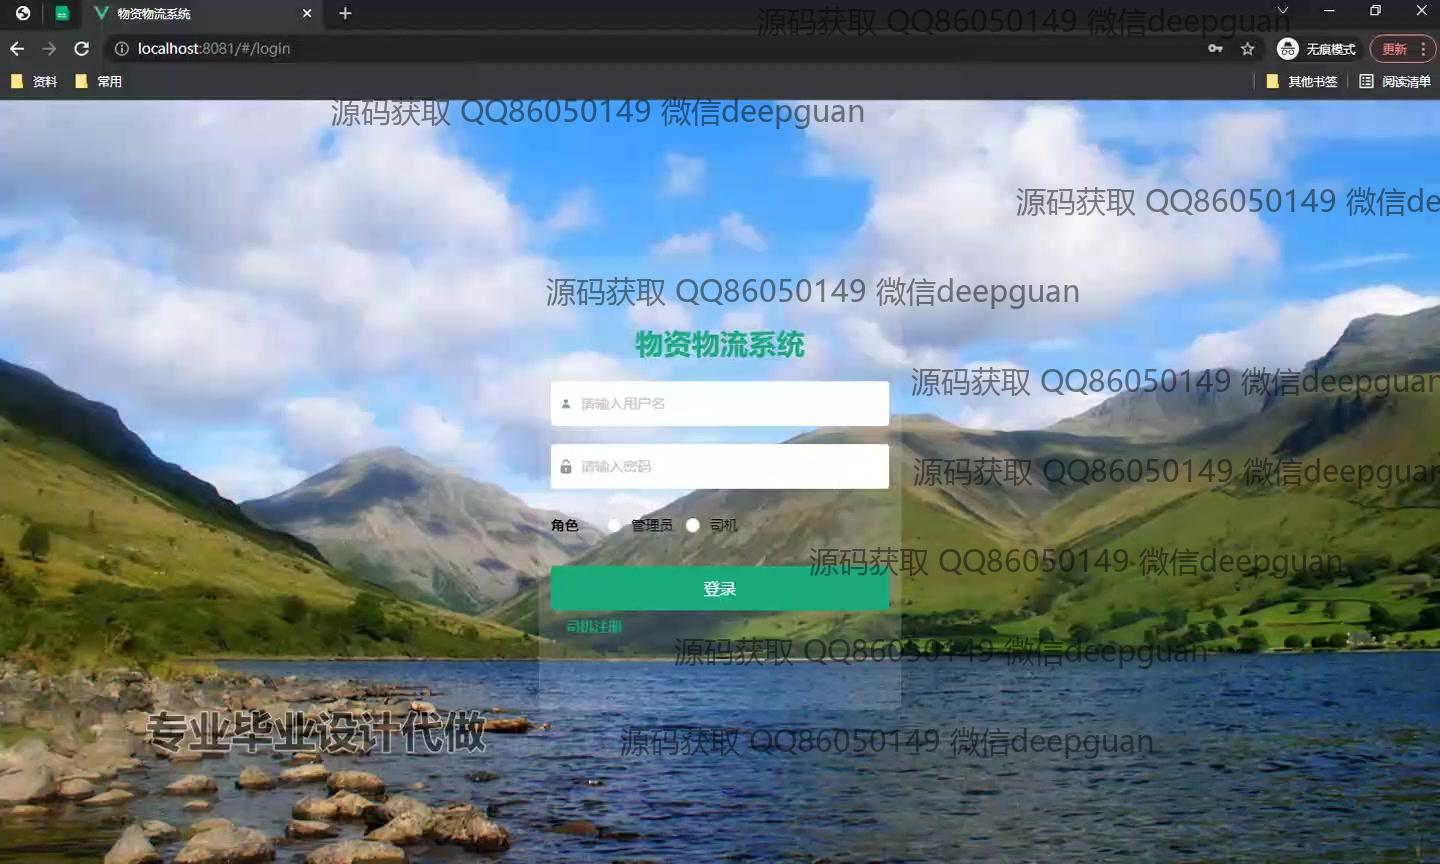 物资物流系统
源码获取 QQ86050149 微信deepguan
localhost:8081/#/login
无痕模式
更新
资料
常用
其他书签
阅读清单
源码获取 QQ86050149 微信deepguan
源码获取 QQ86050149 微信de
源码获取 QQ86050149 微信deepguan
物资物流系统
源码获取 QQ86050149 微信deepguan
请输入用户名
请输入密码
源码获取 QQ86050149 微信deepguan
角色 管理员 司机
源码获取 QQ86050149 微信deepguan
登录
司机注册
源码获取 QQ86050149 微信deepguan
专业毕业设计代做
源码获取 QQ86050149 微信deepguan